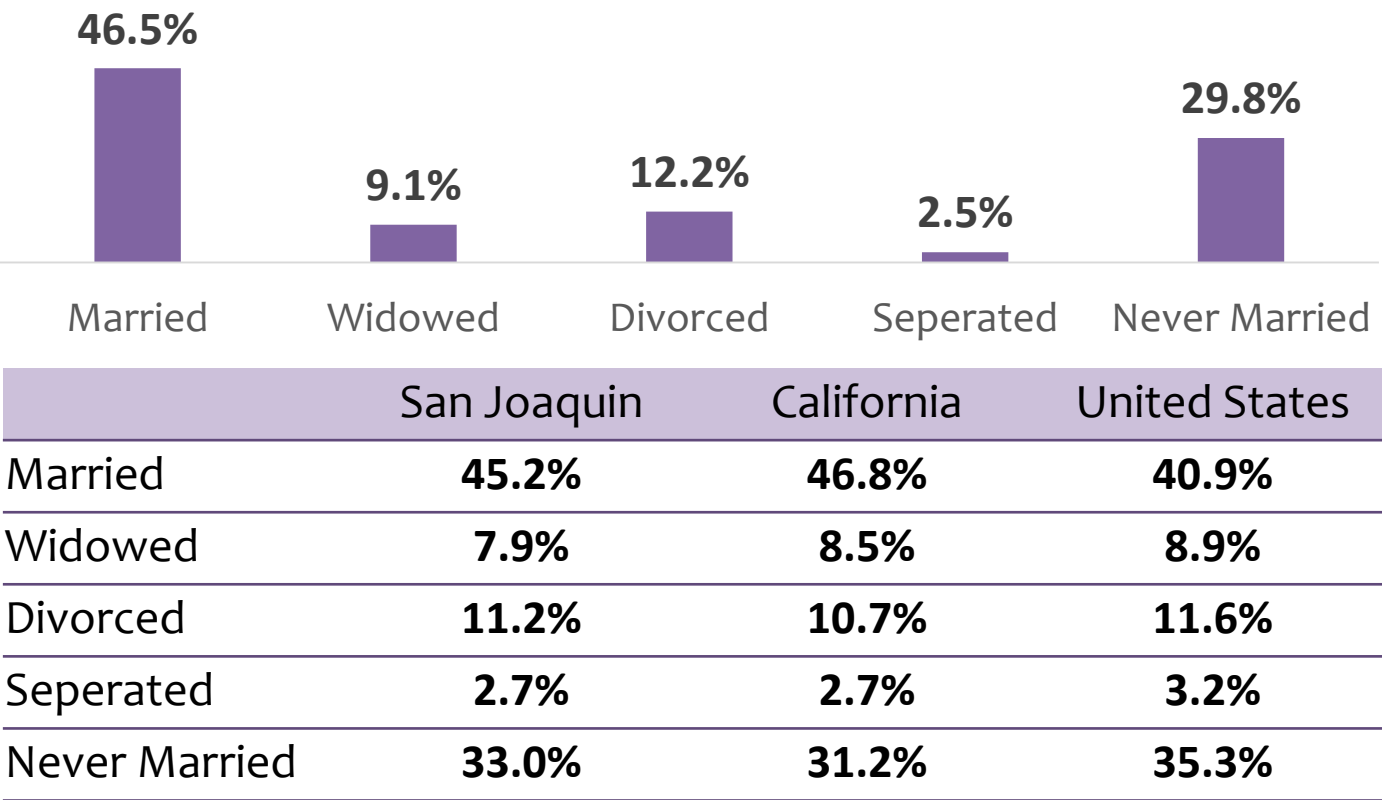 46.5%
29.8%
12.2%
9.1%
2.5%
Married Widowed Divorced Seperated Never Married
San Joaquin California United States
Married 45.2% 46.8% 40.9%
Widowed 7.9% 8.5% 8.9%
Divorced 11.2% 10.7% 11.6%
Seperated 2.7% 2.7% 3.2%
Never Married 33.0% 31.2% 35.3%